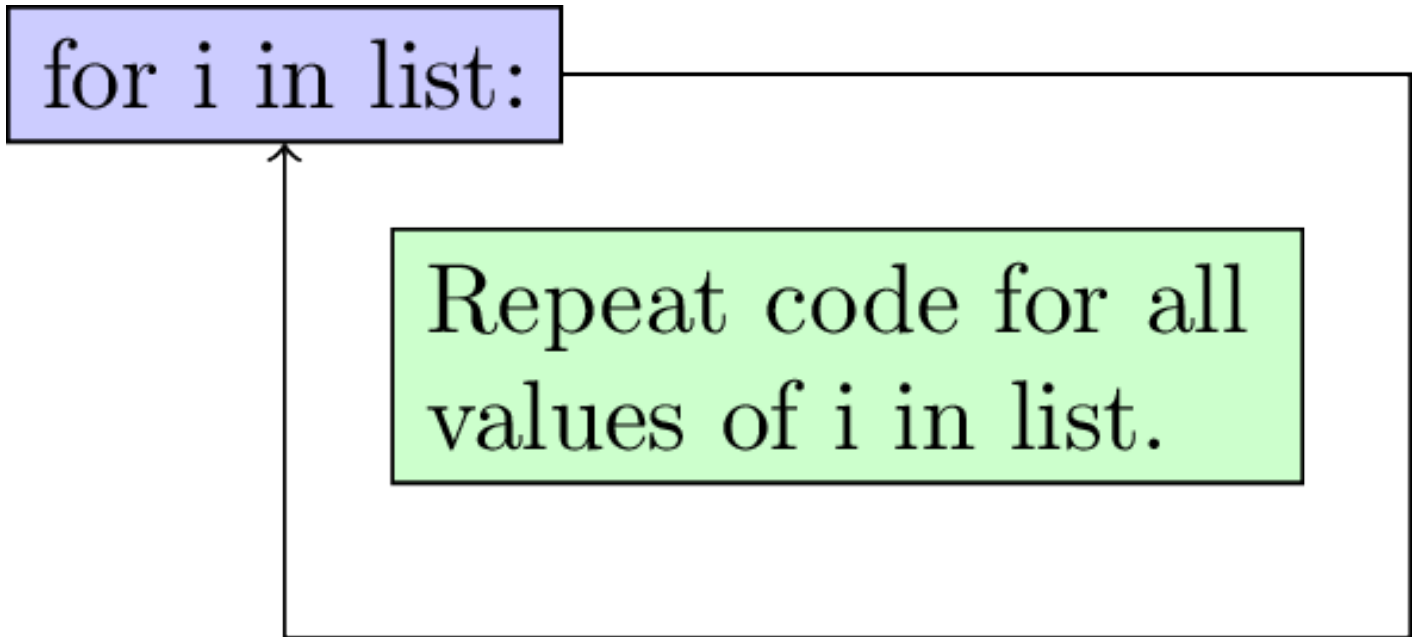 for i in list:
Repeat code for all
values of i in list.